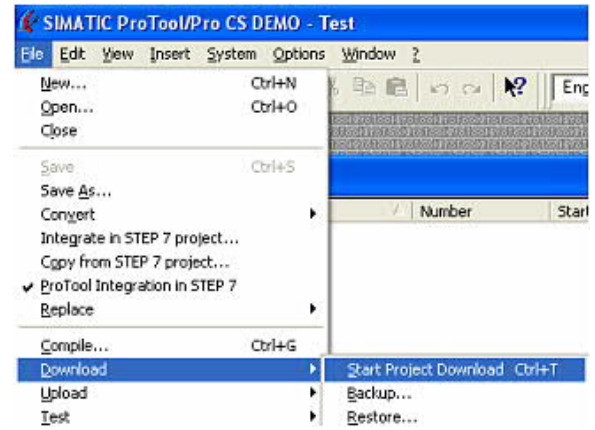 SIMATIC ProTool/Pro CS DEMO - Test
File Edit View Insert System Options Window ?
New... Ctrl+N
Open... Ctrl+O
Close
Eng
Save Ctrl+S
Save As...
Convert
Number Start
Integrate in STEP 7 project...
Copy from STEP 7 project...
ProTool Integration in STEP 7
Replace
Compile... Ctrl+G
Download
Start Project Download Ctrl+T
Upload
Backup...
Test
Restore...